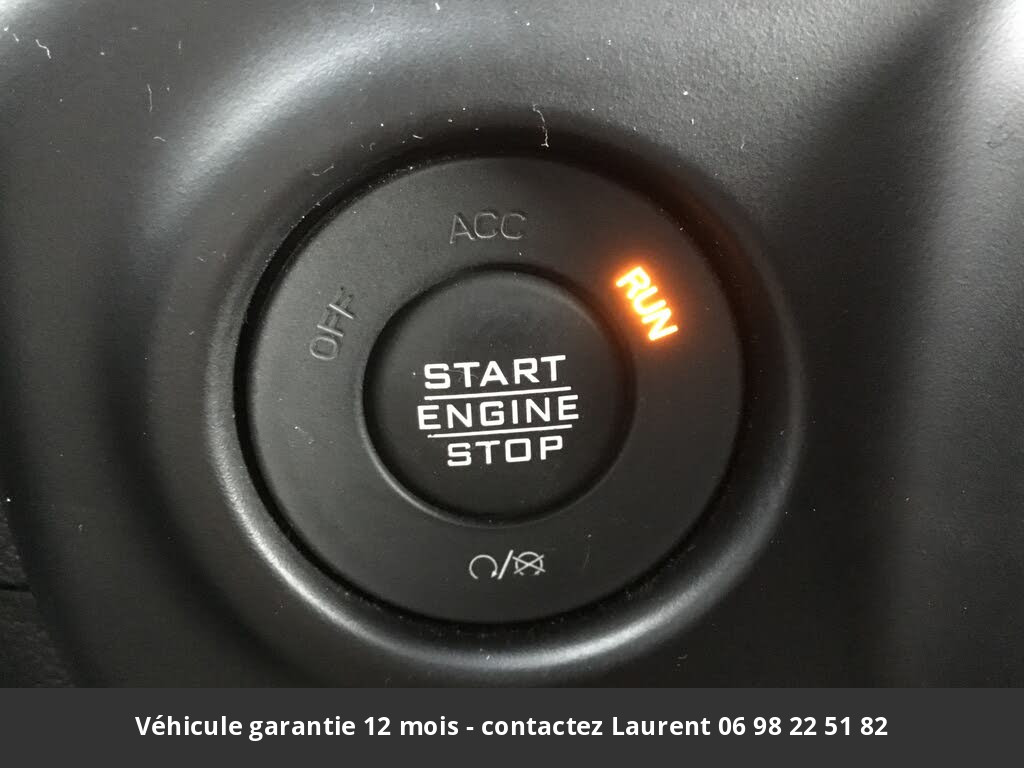 ACC
RUN
OFF
START
ENGINE
STOP
Véhicule garantie 12 mois - contactez Laurent 06 98 22 51 82